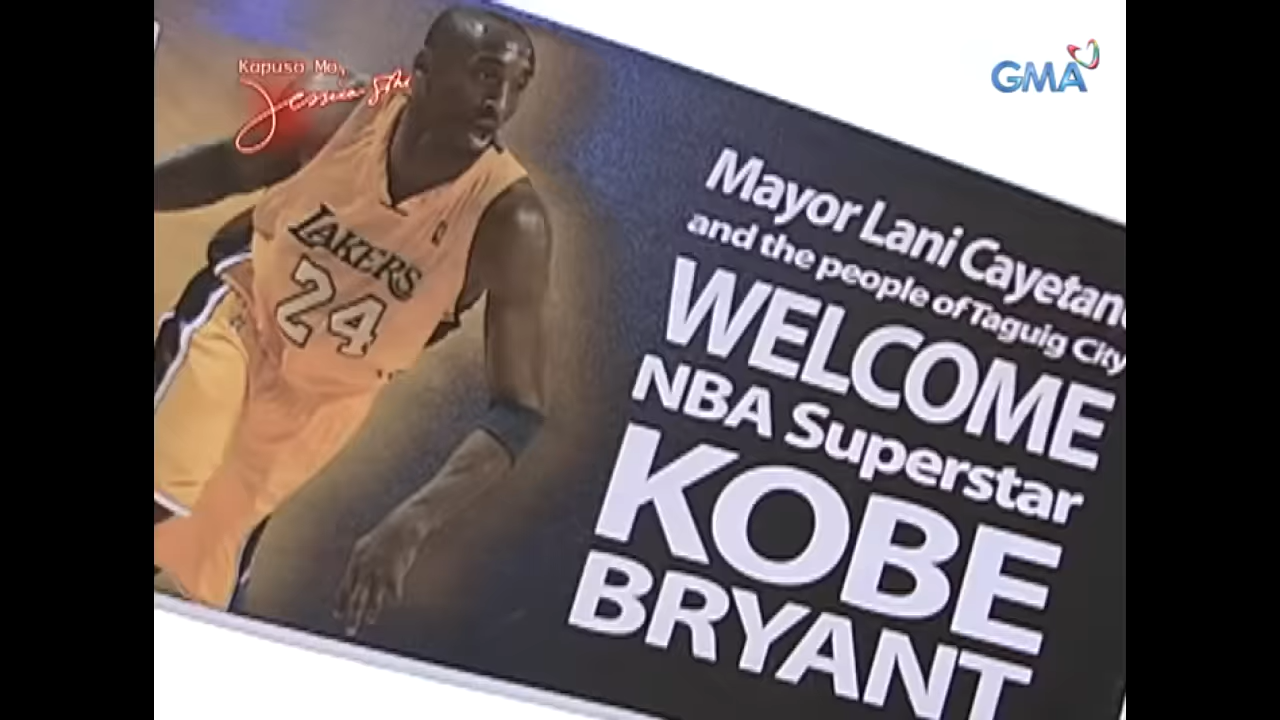 Kapuso Mo,
Jessica Soho
GMA
LAKERS
24
Mayor Lani Cayetan
and the people of Taguig City
WELCOME
NBA Superstar
KOBE
BRYANT